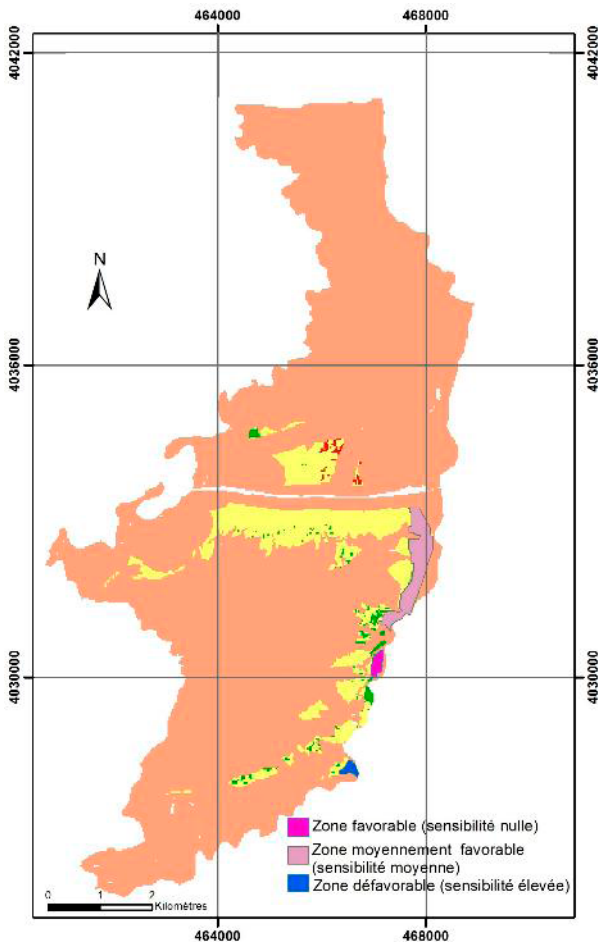 464000 468000
4042000 4042000
N
4036000 4036000
4030000 4030000
Zone favorable (sensibilité nulle)
Zone moyennement favorable
(sensibilité moyenne)
Zone défavorable (sensibilité élevée)
0 1 2
Kilomètres
464000 468000